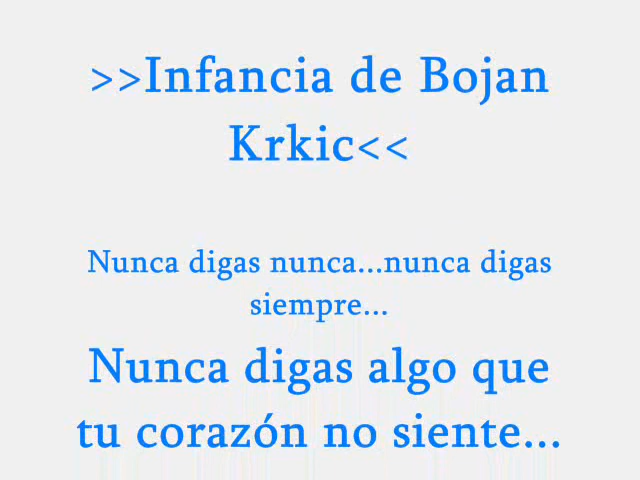 >>Infancia de Bojan
Krkic<<
Nunca digas nunca...nunca digas
siempre...
Nunca digas algo que
tu corazón no siente...